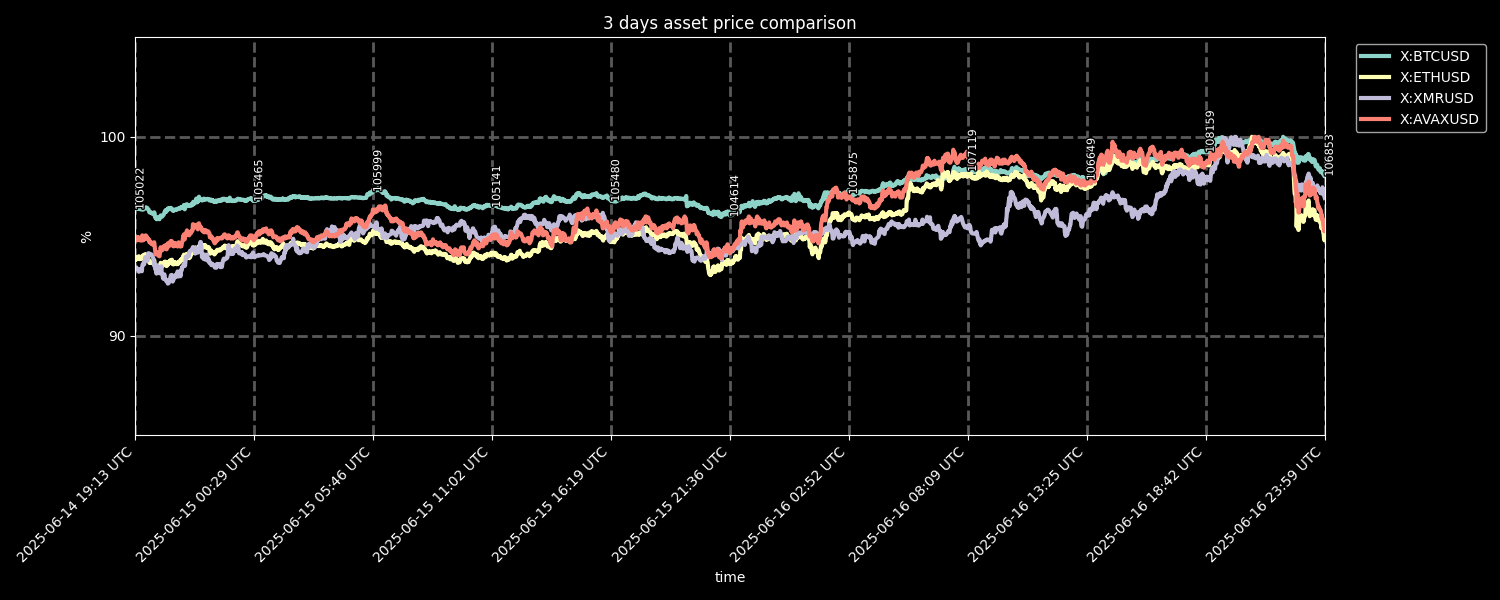 3 days asset price comparison
X:BTCUSD
X:ETHUSD
X:XMRUSD
X:AVAXUSD
100
90
%
105022
105465
105999
105141
105480
104614
105875
107119
106649
108159
106853
2025-06-14 19:13 UTC
2025-06-15 00:29 UTC
2025-06-15 05:46 UTC
2025-06-15 11:02 UTC
2025-06-15 16:19 UTC
2025-06-15 21:36 UTC
2025-06-16 02:52 UTC
2025-06-16 08:09 UTC
2025-06-16 13:25 UTC
2025-06-16 18:42 UTC
2025-06-16 23:59 UTC
time